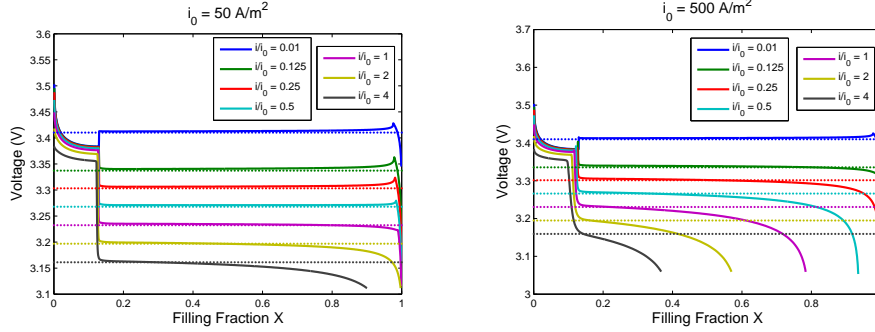 i0 = 50 A/m2
3.6
3.55
3.5
3.45
3.4
3.35
3.3
3.25
3.2
3.15
3.1
0
0.2
0.4
0.6
0.8
1
Voltage (V)
Filling Fraction X
i/i0 = 0.01
i/i0 = 0.125
i/i0 = 0.25
i/i0 = 0.5
i/i0 = 1
i/i0 = 2
i/i0 = 4
i0 = 500 A/m2
3.7
3.6
3.5
3.4
3.3
3.2
3.1
3
0
0.2
0.4
0.6
0.8
Voltage (V)
Filling Fraction X
i/i0 = 0.01
i/i0 = 0.125
i/i0 = 0.25
i/i0 = 0.5
i/i0 = 1
i/i0 = 2
i/i0 = 4